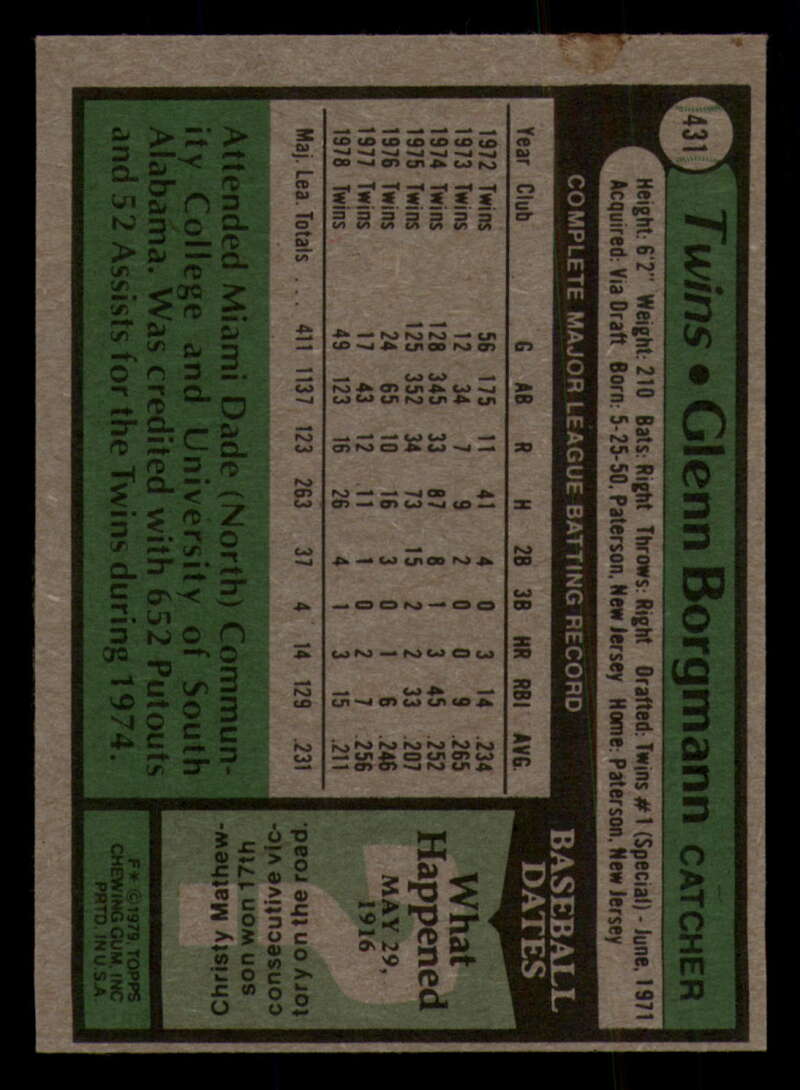 431
Twins • Glenn Borgmann CATCHER
Height: 6'2" Weight: 210 Bats: Right Throws: Right Drafted: Twins #1 (Special) - June, 1971
Acquired: Via Draft Born: 5-25-50, Paterson, New Jersey Home: Paterson, New Jersey
COMPLETE MAJOR LEAGUE BATTING RECORD
Year Club G AB R H 2B 3B HR RBI AVG.
1972 Twins 56 175 11 41 4 0 3 14 .234
1973 Twins 12 34 7 9 2 0 0 9 .265
1974 Twins 128 345 33 87 8 1 3 45 .252
1975 Twins 125 352 34 73 15 2 2 33 .207
1976 Twins 24 65 10 16 3 0 1 6 .246
1977 Twins 17 43 12 11 1 0 2 7 .256
1978 Twins 49 123 16 26 4 1 3 15 .211
Maj. Lea. Totals . . . 411 1137 123 263 37 4 14 129 .231
Attended Miami Dade (North) Commun-
ity College and University of South
Alabama. Was credited with 652 Putouts
and 52 Assists for the Twins during 1974.
BASEBALL
DATES
What
Happened
MAY 29,
1916
Christy Mathew-
son won 17th
consecutive vic-
tory on the road.
F* ©1979 TOPPS
CHEWING GUM, INC
PRTD. IN U.S.A